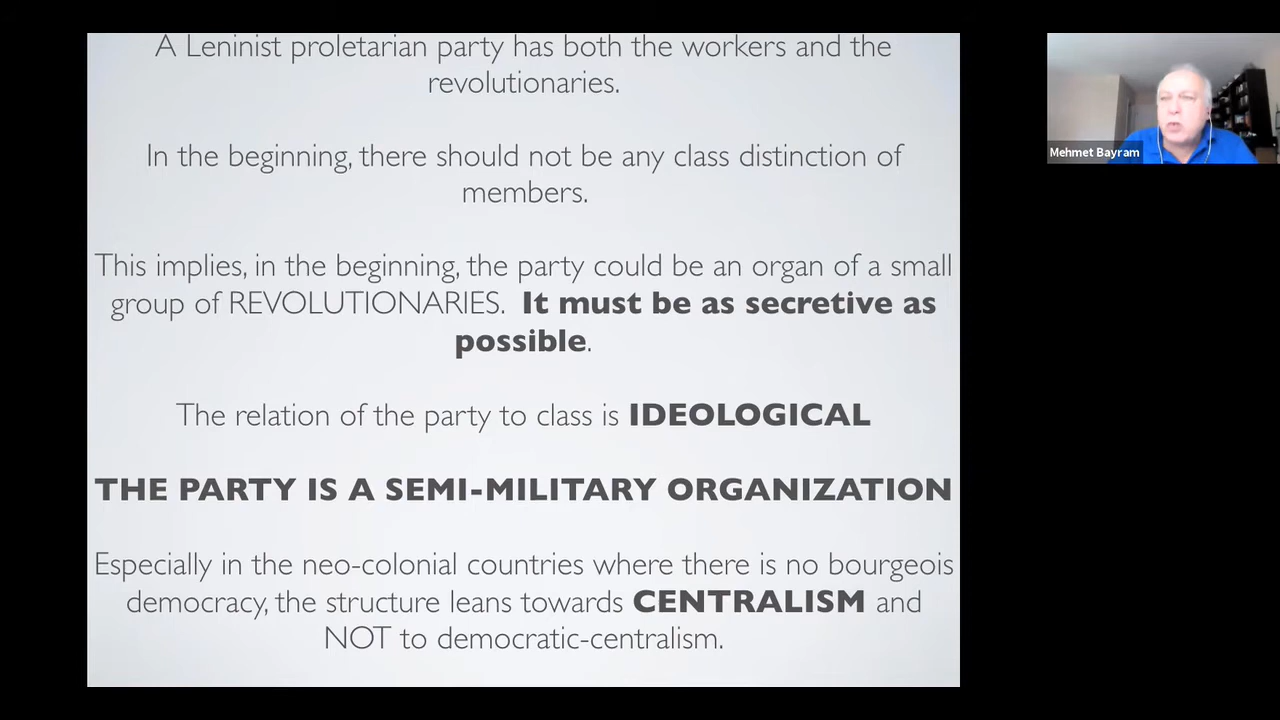 A Leninist proletarian party has both the workers and the
revolutionaries.
In the beginning, there should not be any class distinction of
members.
This implies, in the beginning, the party could be an organ of a small
group of REVOLUTIONARIES. It must be as secretive as
possible.
The relation of the party to class is IDEOLOGICAL
THE PARTY IS A SEMI-MILITARY ORGANIZATION
Especially in the neo-colonial countries where there is no bourgeois
democracy, the structure leans towards CENTRALISM and
NOT to democratic-centralism.
Mehmet Bayram